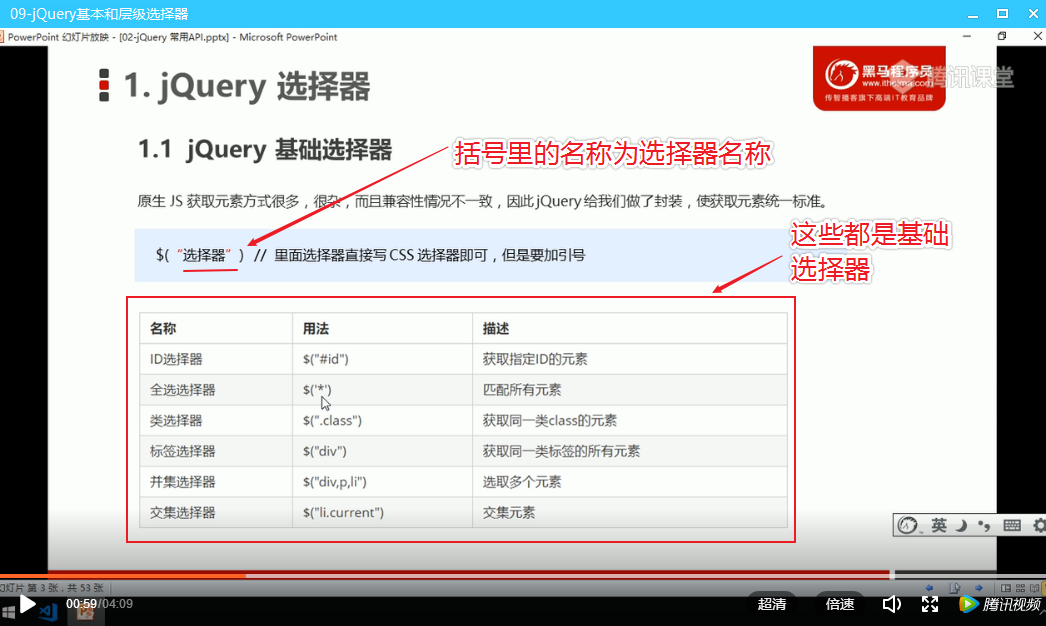 09-jQuery基本和层级选择器
PowerPoint 幻灯片放映 - [02-jQuery 常用API.pptx] - Microsoft PowerPoint
1. jQuery 选择器
黑马程序员
www.itheima.com
传智播客旗下高端IT教育品牌
腾讯课堂
1.1 jQuery 基础选择器
括号里的名称为选择器名称
原生 JS 获取元素方式很多，很杂，而且兼容性情况不一致，因此 jQuery 给我们做了封装，使获取元素统一标准。
这些都是基础
选择器
$(“选择器”) // 里面选择器直接写 CSS 选择器即可，但是要加引号
名称 用法 描述
ID选择器 $("#id") 获取指定ID的元素
全选选择器 $('*') 匹配所有元素
类选择器 $(".class") 获取同一类class的元素
标签选择器 $("div") 获取同一类标签的所有元素
并集选择器 $("div,p,li") 选取多个元素
交集选择器 $("li.current") 交集元素
英
幻灯片 第 3 张，共 53 张
00:59/04:09
超清
倍速
腾讯视频